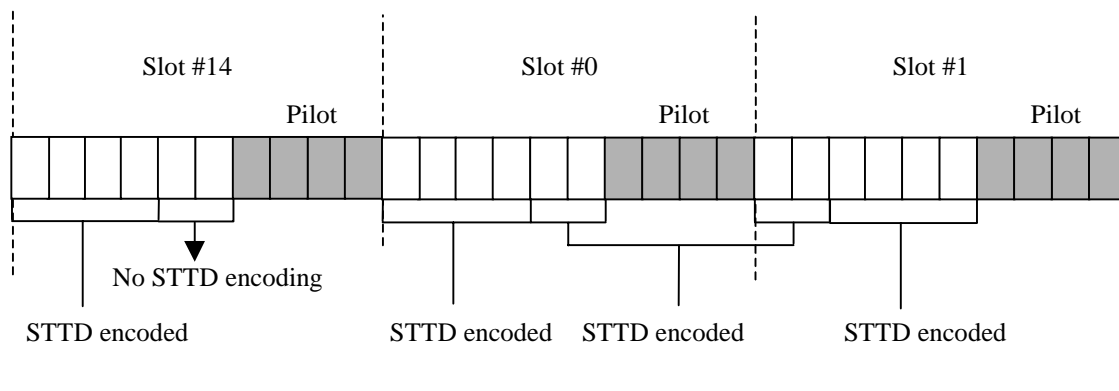 Slot #14 Slot #0 Slot #1
Pilot Pilot Pilot
No STTD encoding
STTD encoded STTD encoded STTD encoded STTD encoded